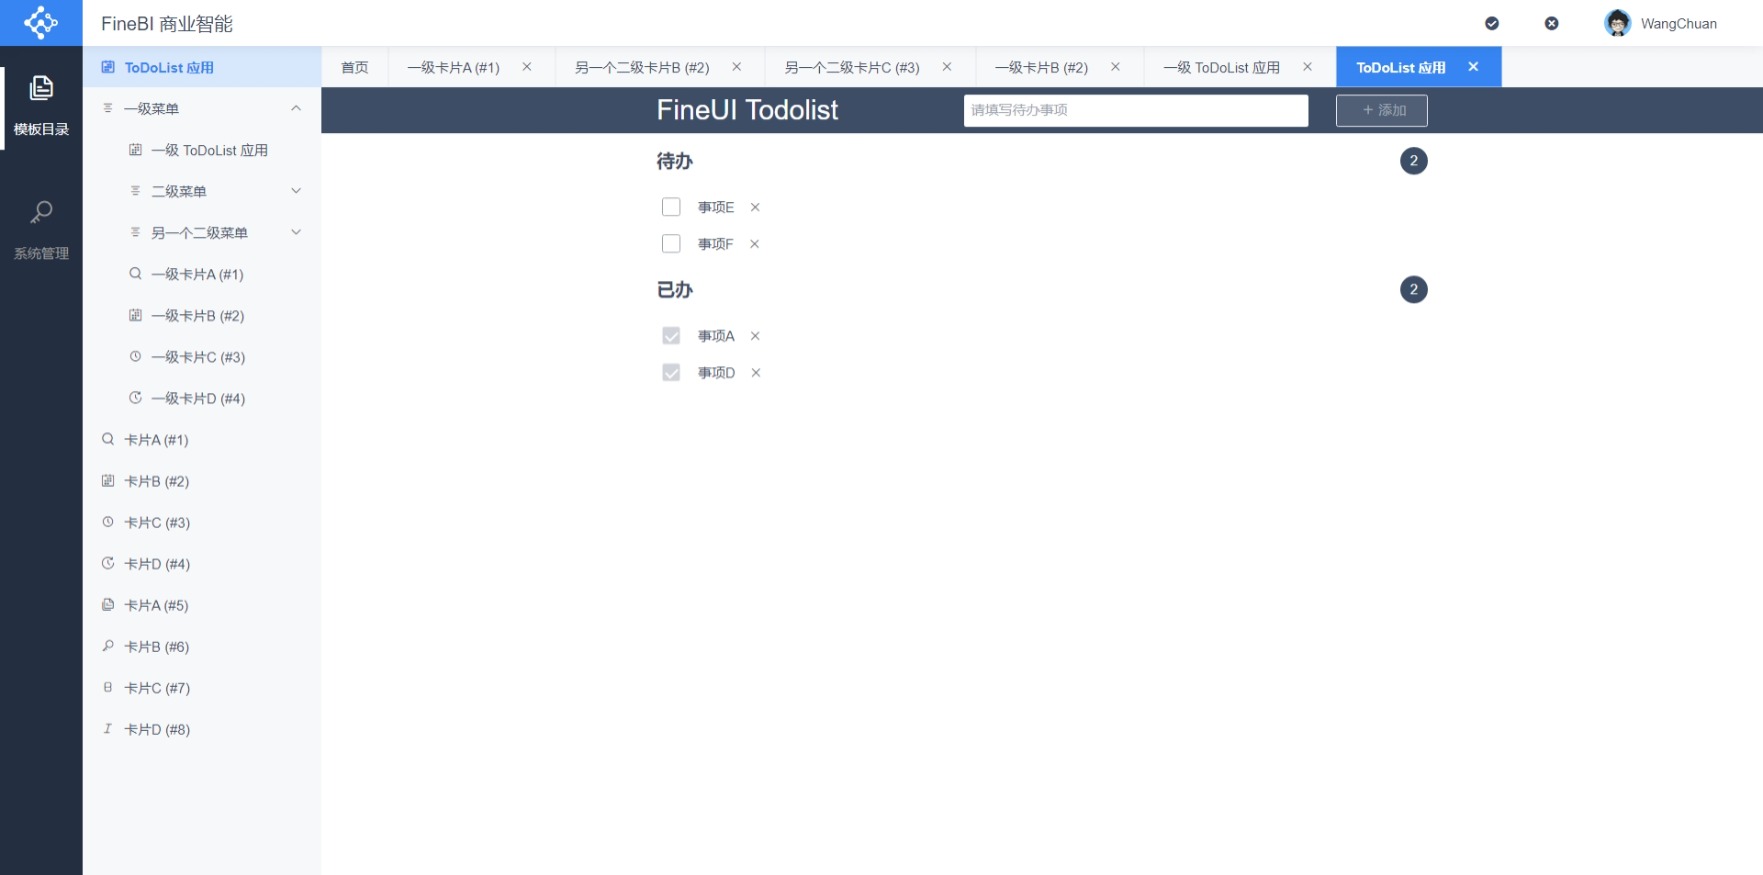 FineBI 商业智能
WangChuan
模板目录
系统管理
ToDoList 应用
一级菜单
一级 ToDoList 应用
二级菜单
另一个二级菜单
一级卡片A (#1)
一级卡片B (#2)
一级卡片C (#3)
一级卡片D (#4)
卡片A (#1)
卡片B (#2)
卡片C (#3)
卡片D (#4)
卡片A (#5)
卡片B (#6)
卡片C (#7)
卡片D (#8)
首页
一级卡片A (#1)
另一个二级卡片B (#2)
另一个二级卡片C (#3)
一级卡片B (#2)
一级 ToDoList 应用
ToDoList 应用
FineUI Todolist
请填写待办事项
+ 添加
待办 2
事项E
事项F
已办 2
事项A
事项D